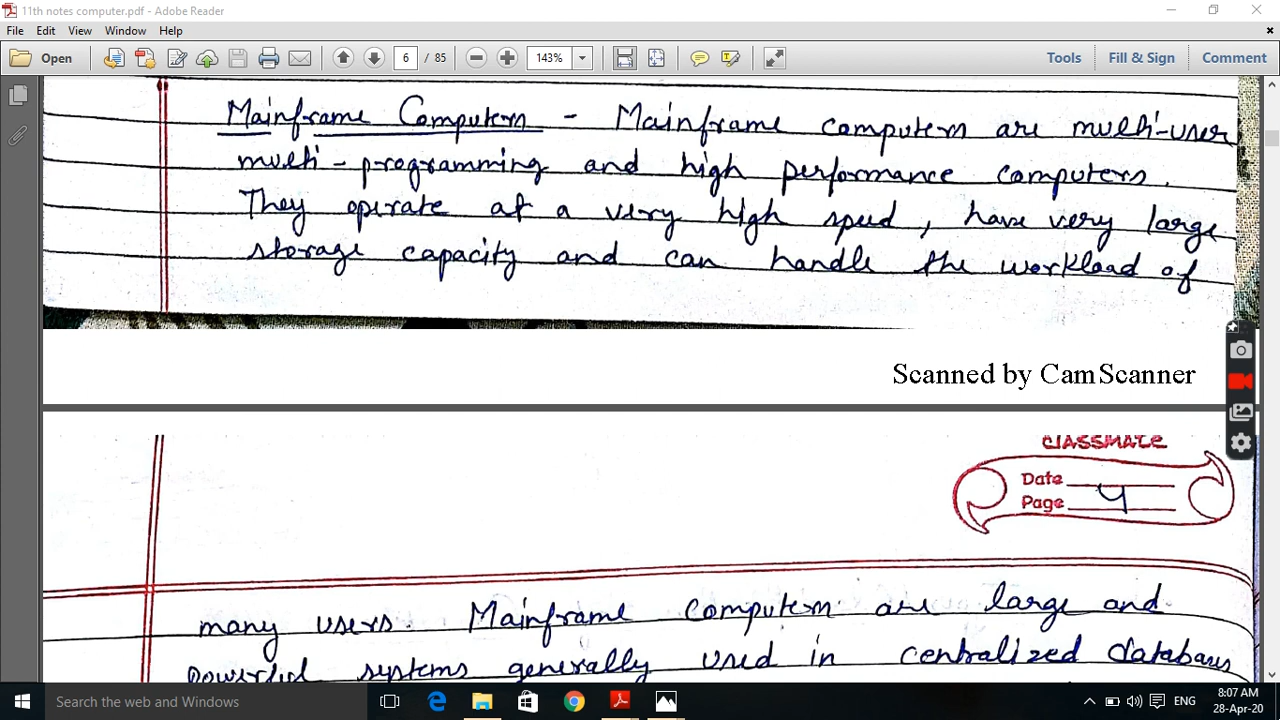 11th notes computer.pdf - Adobe Reader
File Edit View Window Help
Open 6 / 85 143% Tools Fill & Sign Comment
Mainframe Computers - Mainframe computers are multi-user
multi-programming and high performance computers.
They operate at a very high speed, have very large
storage capacity and can handle the workload of
Scanned by CamScanner
CLASSMATE
Date
Page 4
many users. Mainframe computers are large and
powerful systems generally used in centralized databases
Search the web and Windows
ENG
8:07 AM
28-Apr-20